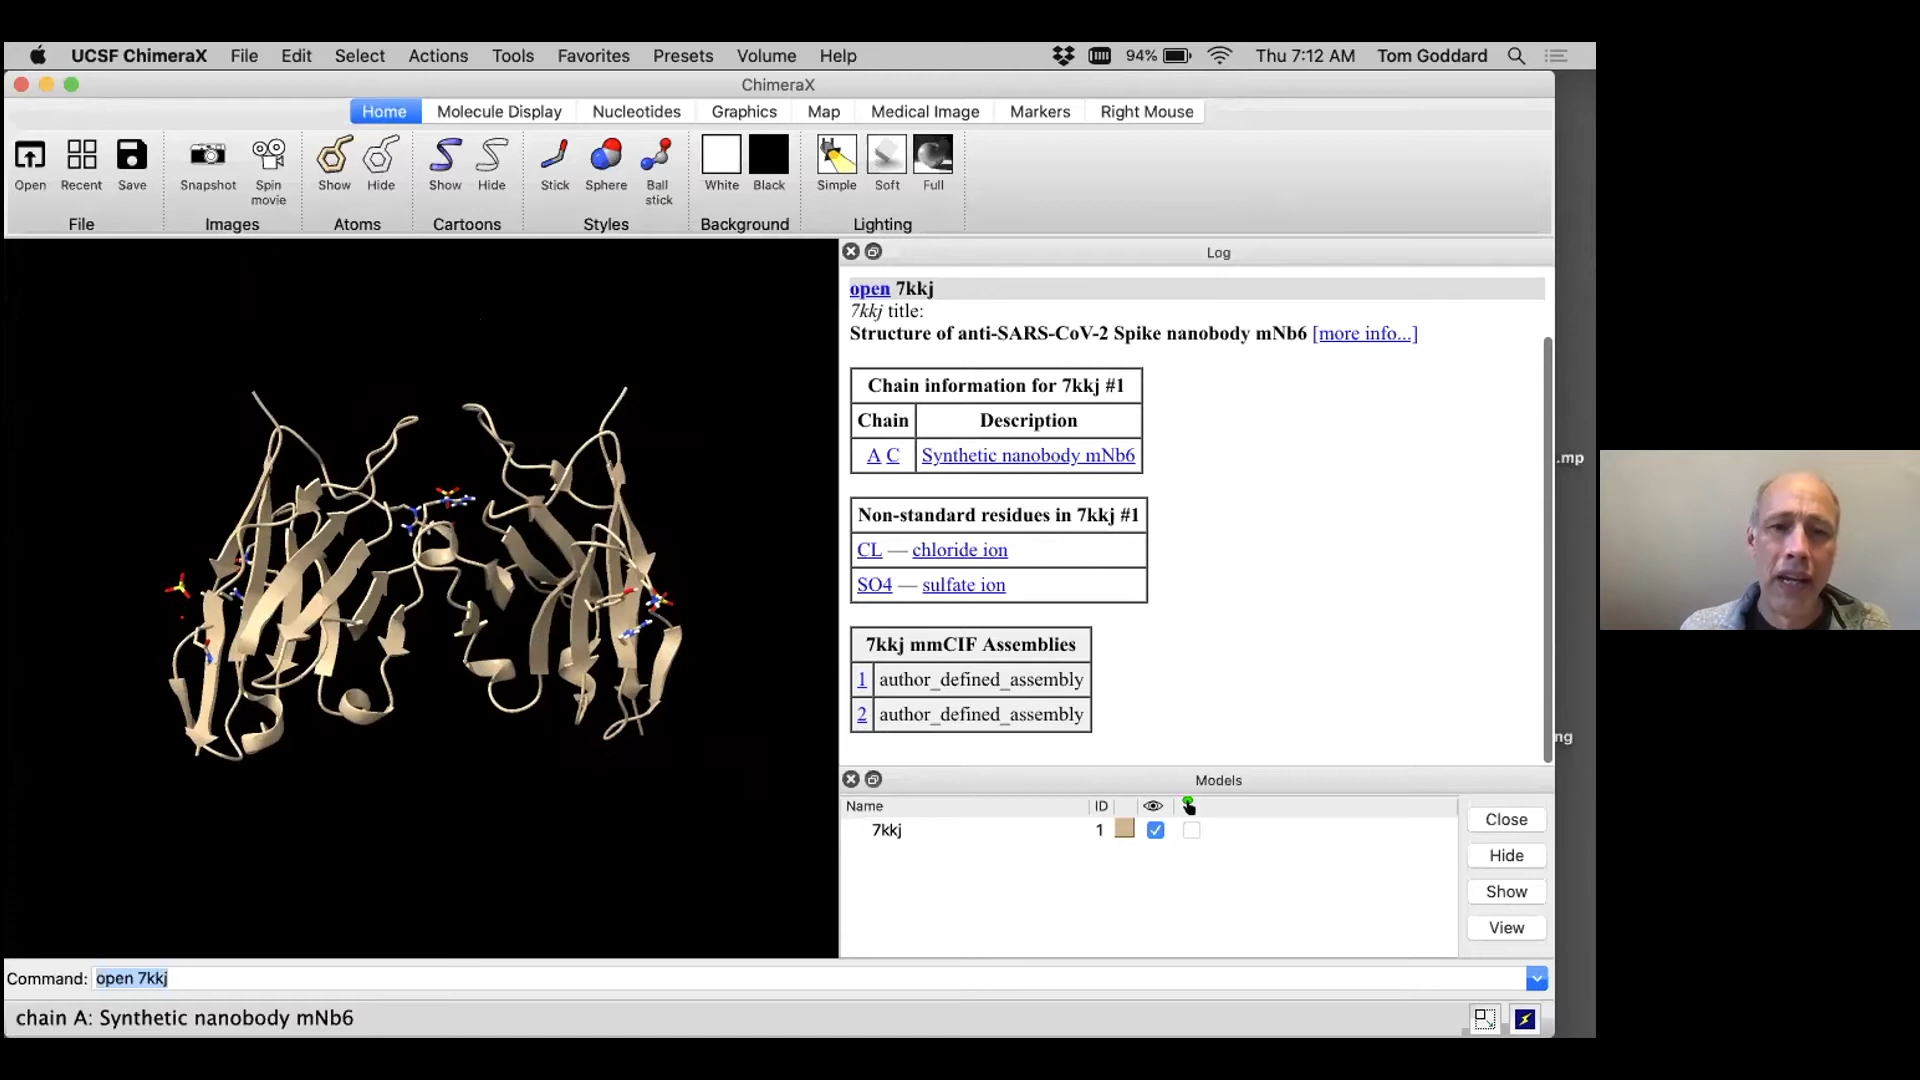 UCSF ChimeraX File Edit Select Actions Tools Favorites Presets Volume Help 94% Thu 7:12 AM Tom Goddard
ChimeraX
Home Molecule Display Nucleotides Graphics Map Medical Image Markers Right Mouse
Open Recent Save Snapshot Spin movie Show Hide Show Hide Stick Sphere Ball stick White Black Simple Soft Full
File Images Atoms Cartoons Styles Background Lighting
Log
open 7kkj
7kkj title:
Structure of anti-SARS-CoV-2 Spike nanobody mNb6 [more info...]
Chain information for 7kkj #1
Chain Description
A C Synthetic nanobody mNb6
Non-standard residues in 7kkj #1
CL — chloride ion
SO4 — sulfate ion
7kkj mmCIF Assemblies
1 author_defined_assembly
2 author_defined_assembly
.mp
ng
Models
Name ID
7kkj 1
Close
Hide
Show
View
Command: open 7kkj
chain A: Synthetic nanobody mNb6